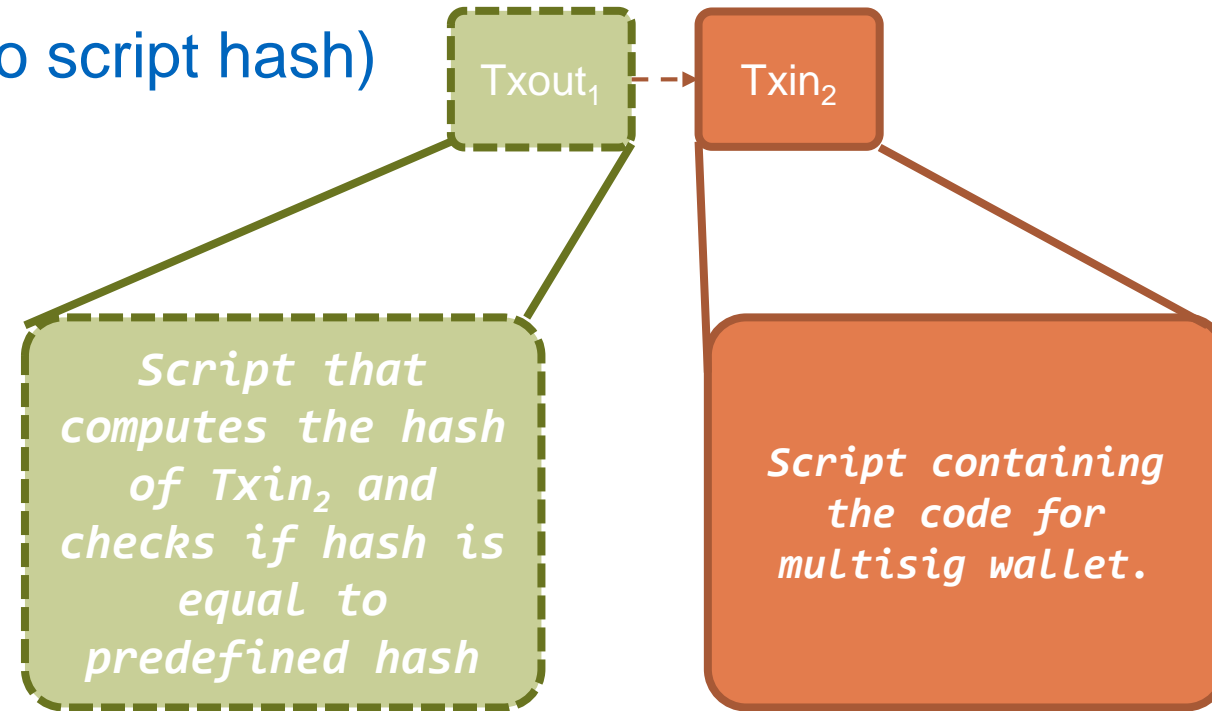 o script hash)
Txout₁
Txin₂
Script that
computes the hash
of Txin₂ and
checks if hash is
equal to
predefined hash
Script containing
the code for
multisig wallet.